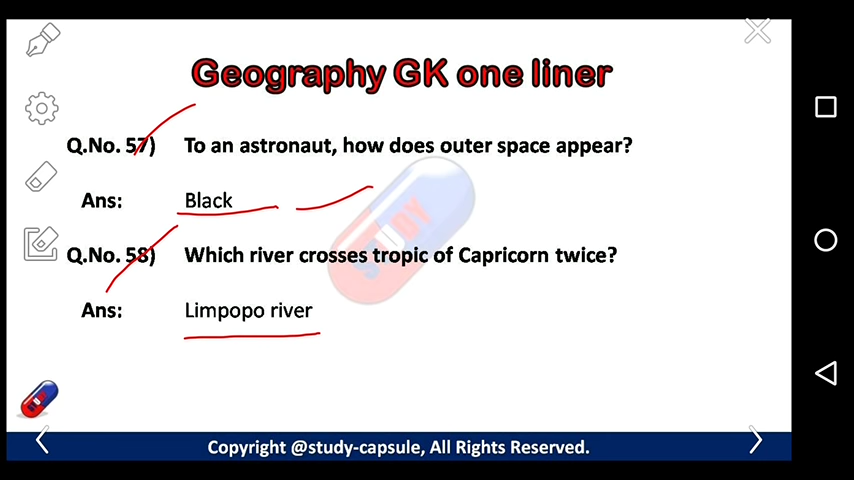 Geography GK one liner
Q.No. 57) To an astronaut, how does outer space appear?
Ans: Black
Q.No. 58) Which river crosses tropic of Capricorn twice?
Ans: Limpopo river
STUDY
Copyright @study-capsule, All Rights Reserved.